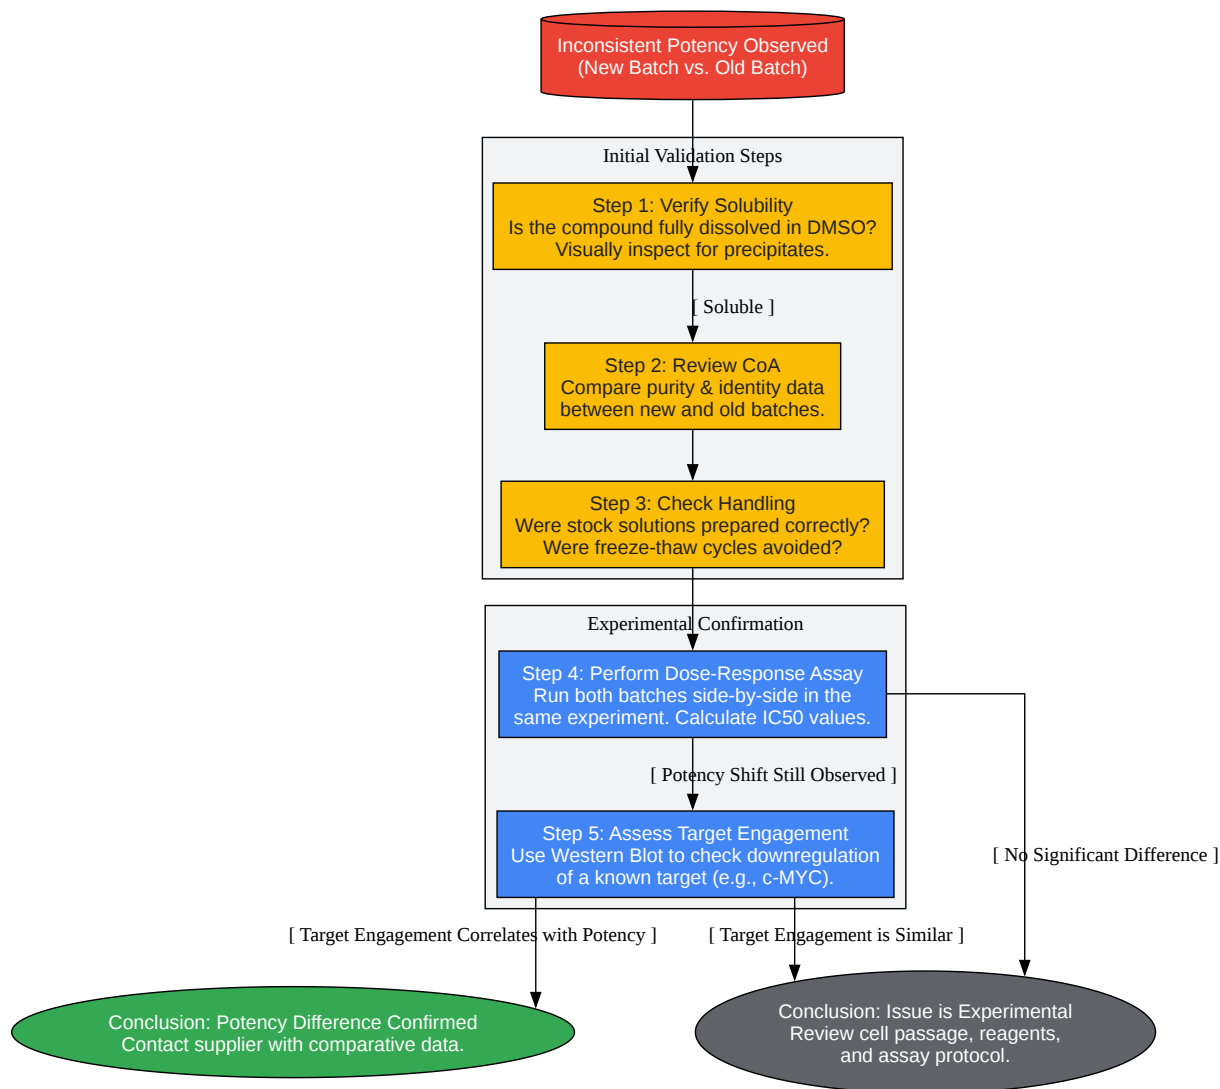 Inconsistent Potency Observed
(New Batch vs. Old Batch)
Initial Validation Steps
Step 1: Verify Solubility
Is the compound fully dissolved in DMSO?
Visually inspect for precipitates.
[ Soluble ]
Step 2: Review CoA
Compare purity & identity data
between new and old batches.
Step 3: Check Handling
Were stock solutions prepared correctly?
Were freeze-thaw cycles avoided?
Experimental Confirmation
Step 4: Perform Dose-Response Assay
Run both batches side-by-side in the
same experiment. Calculate IC50 values.
[ Potency Shift Still Observed ]
Step 5: Assess Target Engagement
Use Western Blot to check downregulation
of a known target (e.g., c-MYC).
[ No Significant Difference ]
[ Target Engagement Correlates with Potency ]
[ Target Engagement is Similar ]
Conclusion: Potency Difference Confirmed
Contact supplier with comparative data.
Conclusion: Issue is Experimental
Review cell passage, reagents,
and assay protocol.